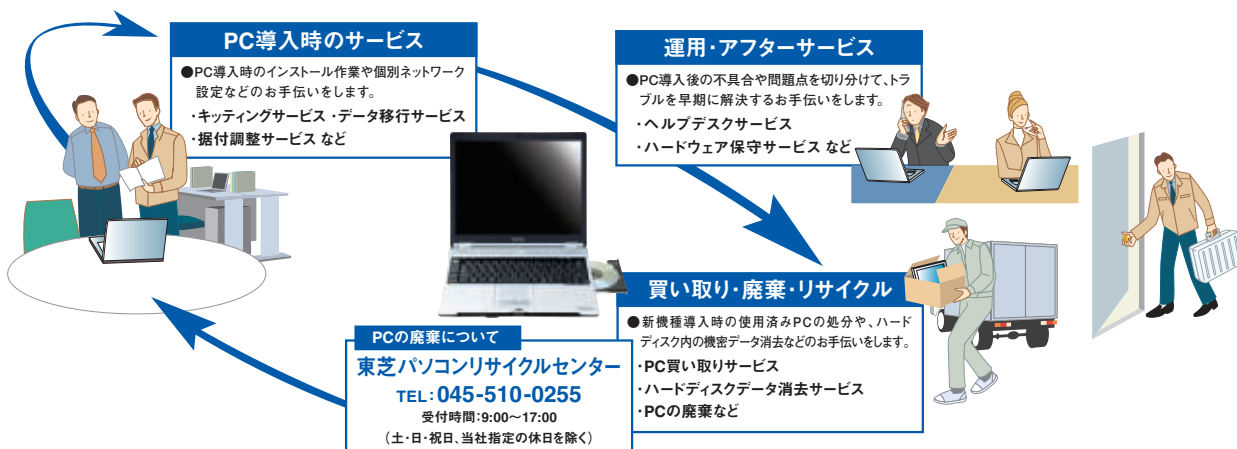 PC導入時のサービス
●PC導入時のインストール作業や個別ネットワーク
設定などのお手伝いをします。
・キッティングサービス ・データ移行サービス
・据付調整サービス など
運用・アフターサービス
●PC導入後の不具合や問題点を切り分けて、トラ
ブルを早期に解決するお手伝いをします。
・ヘルプデスクサービス
・ハードウェア保守サービス など
買い取り・廃棄・リサイクル
●新機種導入時の使用済みPCの処分や、ハード
ディスク内の機密データ消去などのお手伝いをします。
・PC買い取りサービス
・ハードディスクデータ消去サービス
・PCの廃棄など
PCの廃棄について
東芝パソコンリサイクルセンター
TEL:045-510-0255
受付時間:9:00〜17:00
(土・日・祝日、当社指定の休日を除く)